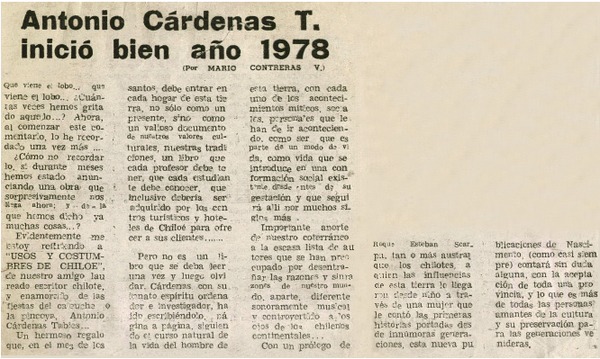 Antonio Cárdenas T.
inició bien año 1978
(Por MARIO CONTRERAS V.)
Que viene el lobo... que
viene el lobo... ¿Cuán-
tas veces hemos grita
do aquello...? Ahora,
al comenzar este co-
mentario, lo he recor-
dado una vez más ...
¿Cómo no recordar
lo, si durante meses
hemos estado anun-
ciando una obra que
sorpresivamente nos
llega ahora; y de la
que hemos dicho ya
muchas cosas...?
Evidentemente me
estoy refiriendo a
"USOS Y COSTUM-
BRES DE CHILOE",
de nuestro amigo lau
reado escritor chilote,
y enamorado de las
fiestas del cahuche o
la pincoya, Antonio
Cárdenas Tabies...
Un hermoso regalo
que, en el mes de los
santos, debe entrar en
cada hogar de esta tie
rra, no sólo como un
presente, sino como
un valioso documento
de nuestros valores cul-
turales, nuestras tradi
ciones, un libro que
cada profesor debe te
ner, que cada estudian
te debe conocer, que
inclusive debería ser
adquirido por los cen
tros turísticos y hote-
les de Chiloé para ofre
cer a sus clientes......
Pero no es un li-
bro que se deba leer
una vez y luego olvi
dar. Cárdenas, con su
innato espíritu ordena
dor e investigador, ha
ido escribiéndolo, pá
gina a página, siguien
do el curso natural de
la vida del hombre de
esta tierra, con cada
uno de los aconteci-
mientos míticos, socia
les, personales que le
han de ir acontecien-
do, como ser que es
parte de un modo de vi
da, como vida que se
introduce en una con
formación social exis-
tente desde antes de su
gestación y que segui
rá allí por muchos si-
glos más.
Importante aporte
de nuestro coterráneo
a la escasa lista de au
tores que se han preo
cupado por desentra-
ñar las razones y sinra
zones de nuestro mun-
do, aparte, diferente
sonoramente musical
y controvertido a los
ojos de los chilenos
continentales...
Con un prólogo de
Roque Esteban Scar-
pa, tan o más austral
que los chilotes, a
quien las influencias
de esta tierra le llega
ron desde niño a tra-
vés de una mujer que
le contó las primeras
historias portadas des
de innúmeras genera-
ciones, esta nueva pu
blicaciones de Nasci-
mento, (como casi siem
pre) contará sin duda
alguna, con la acepta
ción de toda una pro
vincia, y lo que es más
de todas las personas
amantes de la cultura
y su preservación pa-
ra las generaciones ve
nideras.